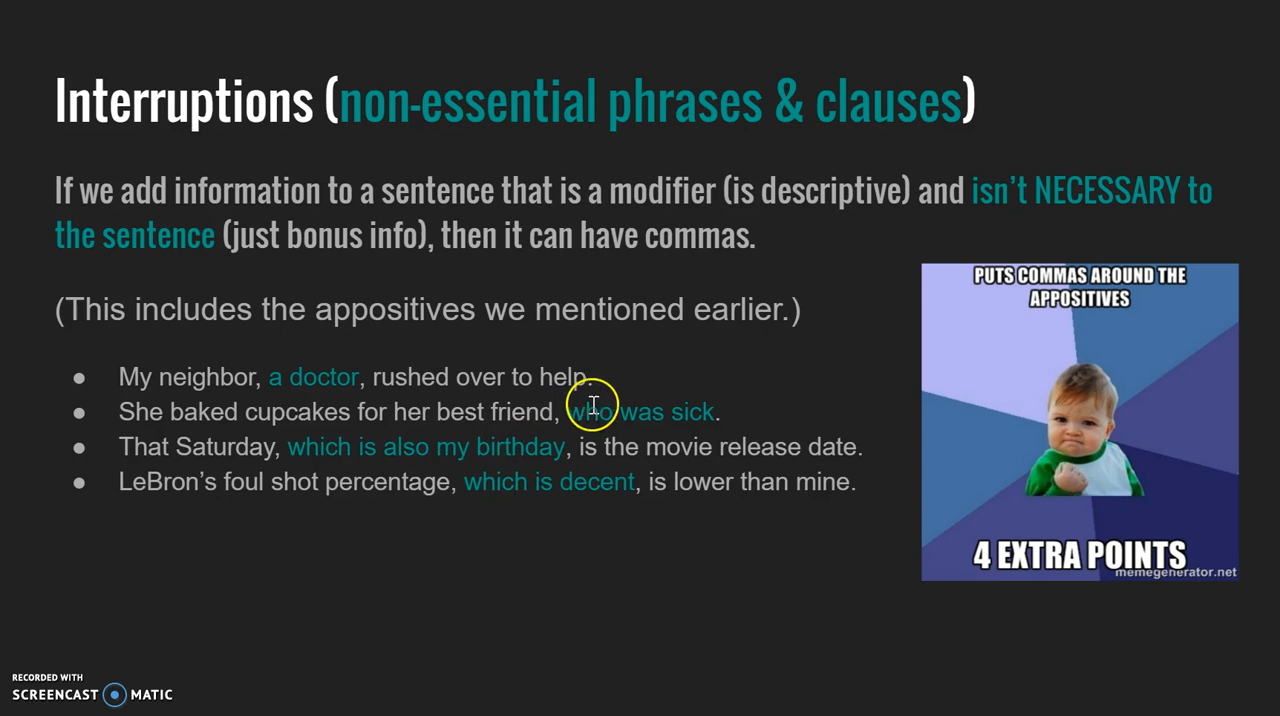 Interruptions (non-essential phrases & clauses)
If we add information to a sentence that is a modifier (is descriptive) and isn’t NECESSARY to
the sentence (just bonus info), then it can have commas.
(This includes the appositives we mentioned earlier.)
● My neighbor, a doctor, rushed over to help.
● She baked cupcakes for her best friend, who was sick.
● That Saturday, which is also my birthday, is the movie release date.
● LeBron’s foul shot percentage, which is decent, is lower than mine.
PUTS COMMAS AROUND THE
APPOSITIVES
4 EXTRA POINTS
memegenerator.net
RECORDED WITH
SCREENCAST MATIC